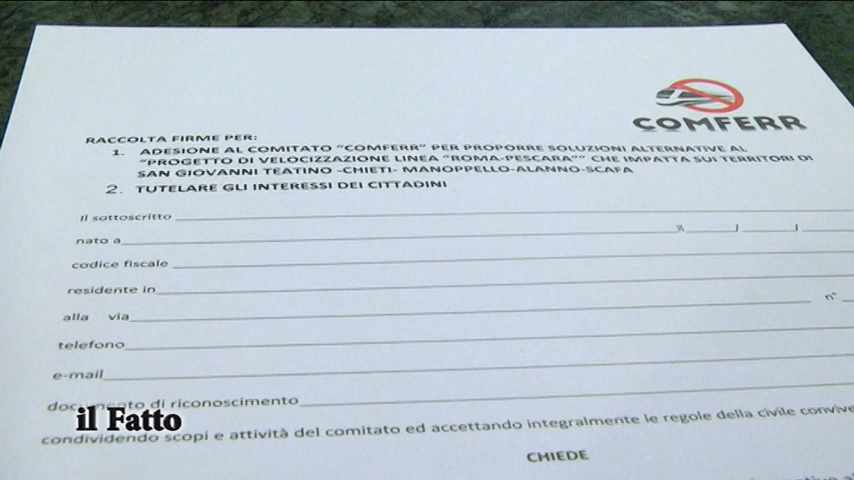 COMFERR
RACCOLTA FIRME PER:
1. ADESIONE AL COMITATO "COMFERR" PER PROPORRE SOLUZIONI ALTERNATIVE AL
"PROGETTO DI VELOCIZZAZIONE LINEA "ROMA-PESCARA"" CHE IMPATTA SUI TERRITORI DI
SAN GIOVANNI TEATINO -CHIETI- MANOPPELLO-ALANNO-SCAFA
2. TUTELARE GLI INTERESSI DEI CITTADINI
Il sottoscritto
nato a / /
codice fiscale
residente in
alla via n°
telefono
e-mail
documento di riconoscimento
il Fatto
condividendo scopi e attività del comitato ed accettando integralmente le regole della civile
CHIEDE